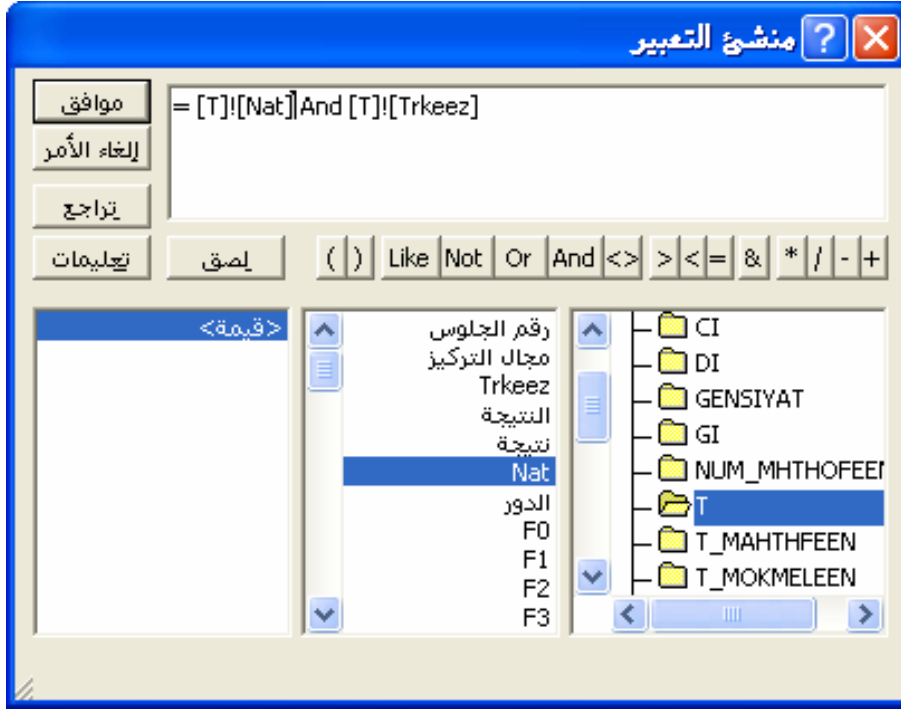 منشئ التعبير
= [T]![Nat] And [T]![Trkeez]
موافق
إلغاء الأمر
تراجع
تعليمات
لصق
+ - / * & = < > <> And Or Not Like ( )
CI
DI
GENSIYAT
GI
NUM_MHTHOFEEN
T
T_MAHTHFEEN
T_MOKMELEEN
رقم الجلوس
مجال التركيز
Trkeez
النتيجة
نتيجة
Nat
الدور
F0
F1
F2
F3
<قيمة>